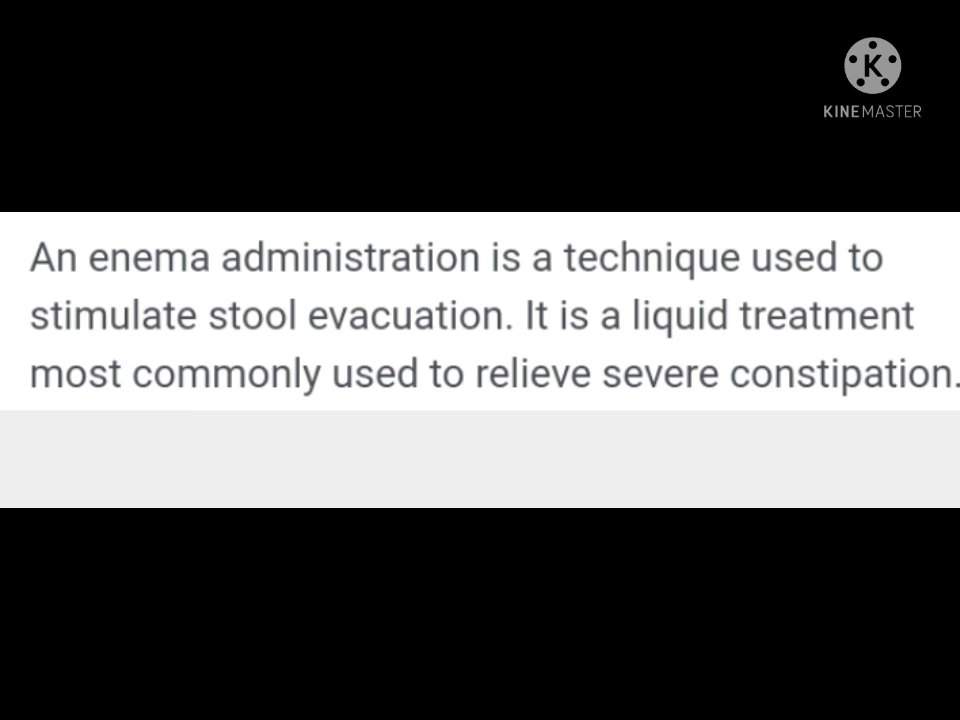 K
KINEMASTER
An enema administration is a technique used to
stimulate stool evacuation. It is a liquid treatment
most commonly used to relieve severe constipation.